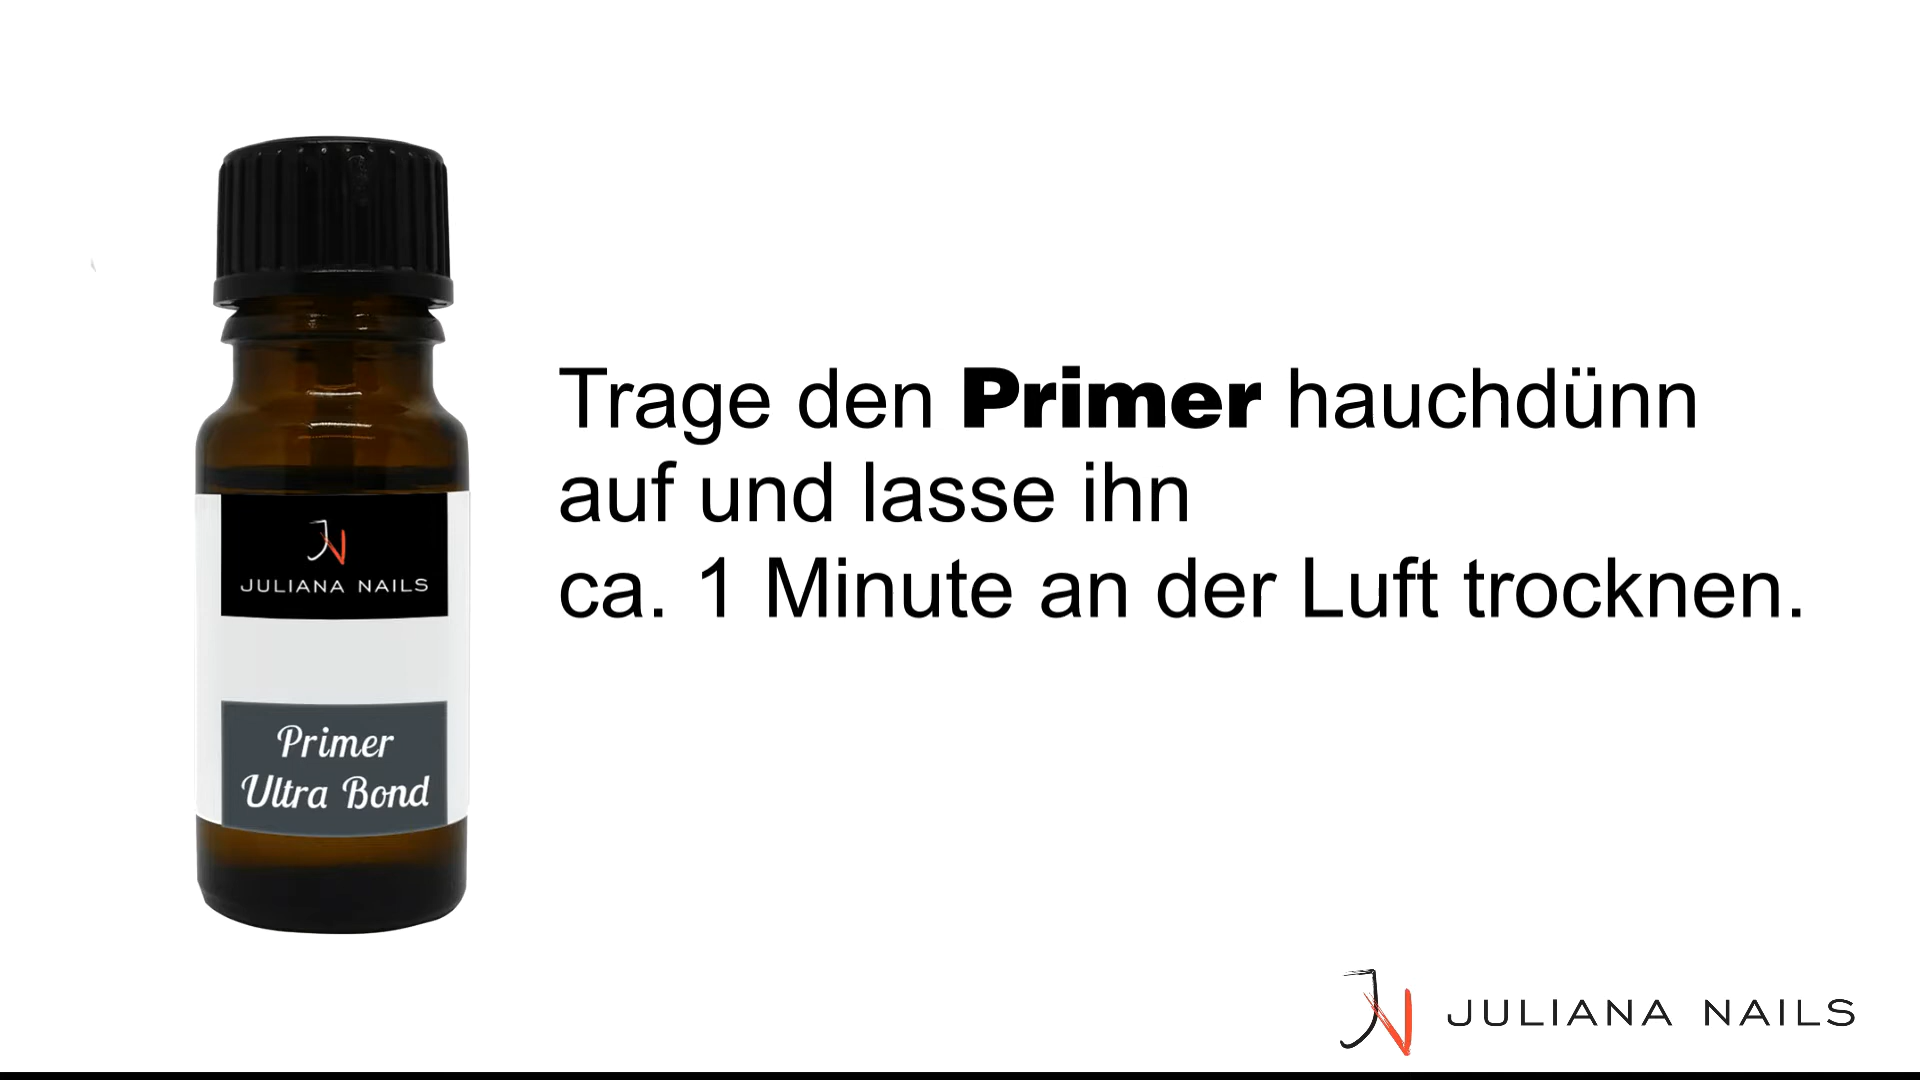 JULIANA NAILS
Primer
Ultra Bond
Trage den Primer hauchdünn
auf und lasse ihn
ca. 1 Minute an der Luft trocknen.
JULIANA NAILS